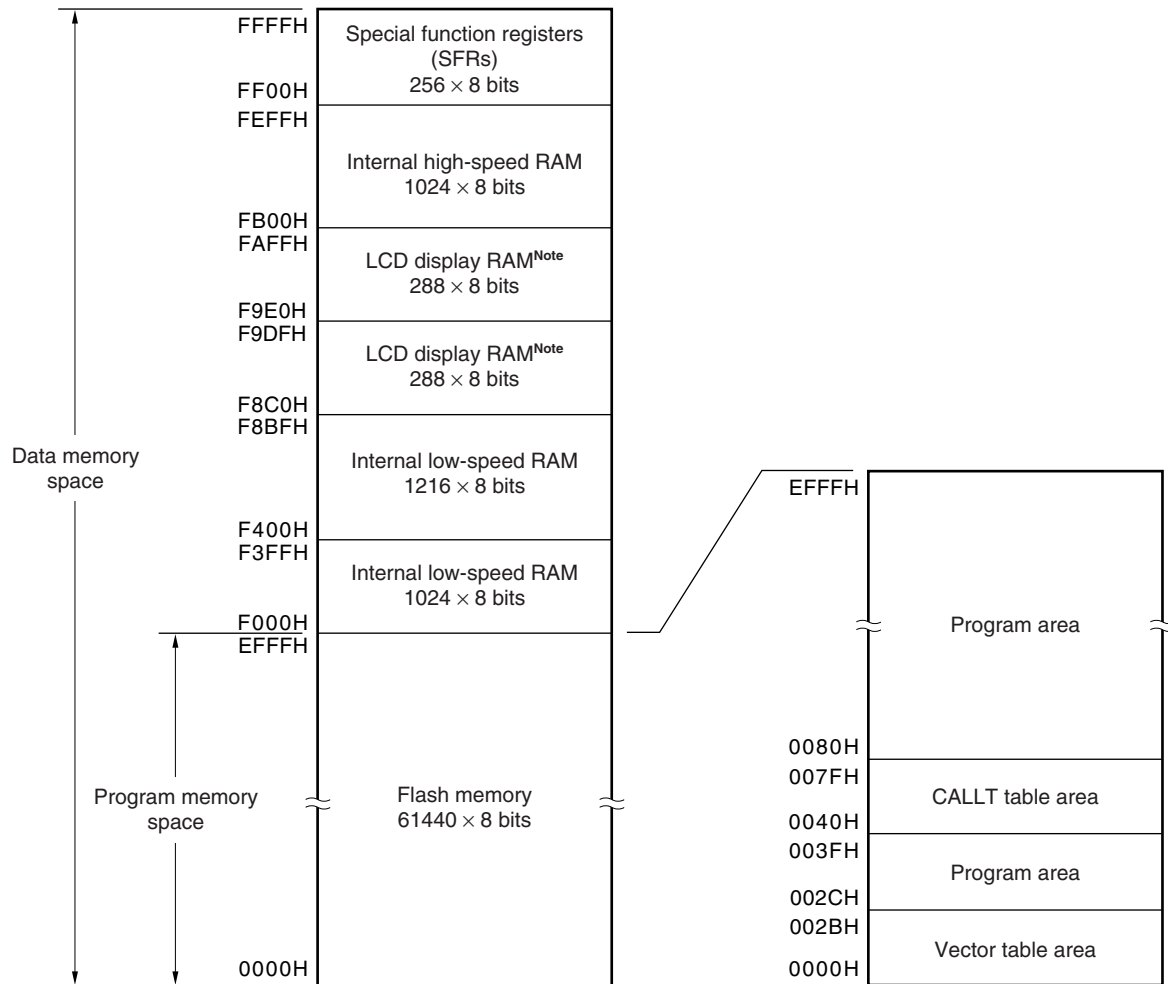 FFFFH
Special function registers
(SFRs)
256 × 8 bits
FF00H
FEFFH
Internal high-speed RAM
1024 × 8 bits
FB00H
FAFFH
LCD display RAMNote
288 × 8 bits
F9E0H
F9DFH
LCD display RAMNote
288 × 8 bits
F8C0H
F8BFH
Data memory
space
Internal low-speed RAM
1216 × 8 bits
F400H
F3FFH
Internal low-speed RAM
1024 × 8 bits
F000H
EFFFH
Program memory
space
Flash memory
61440 × 8 bits
0000H
EFFFH
Program area
0080H
007FH
CALLT table area
0040H
003FH
Program area
002CH
002BH
Vector table area
0000H